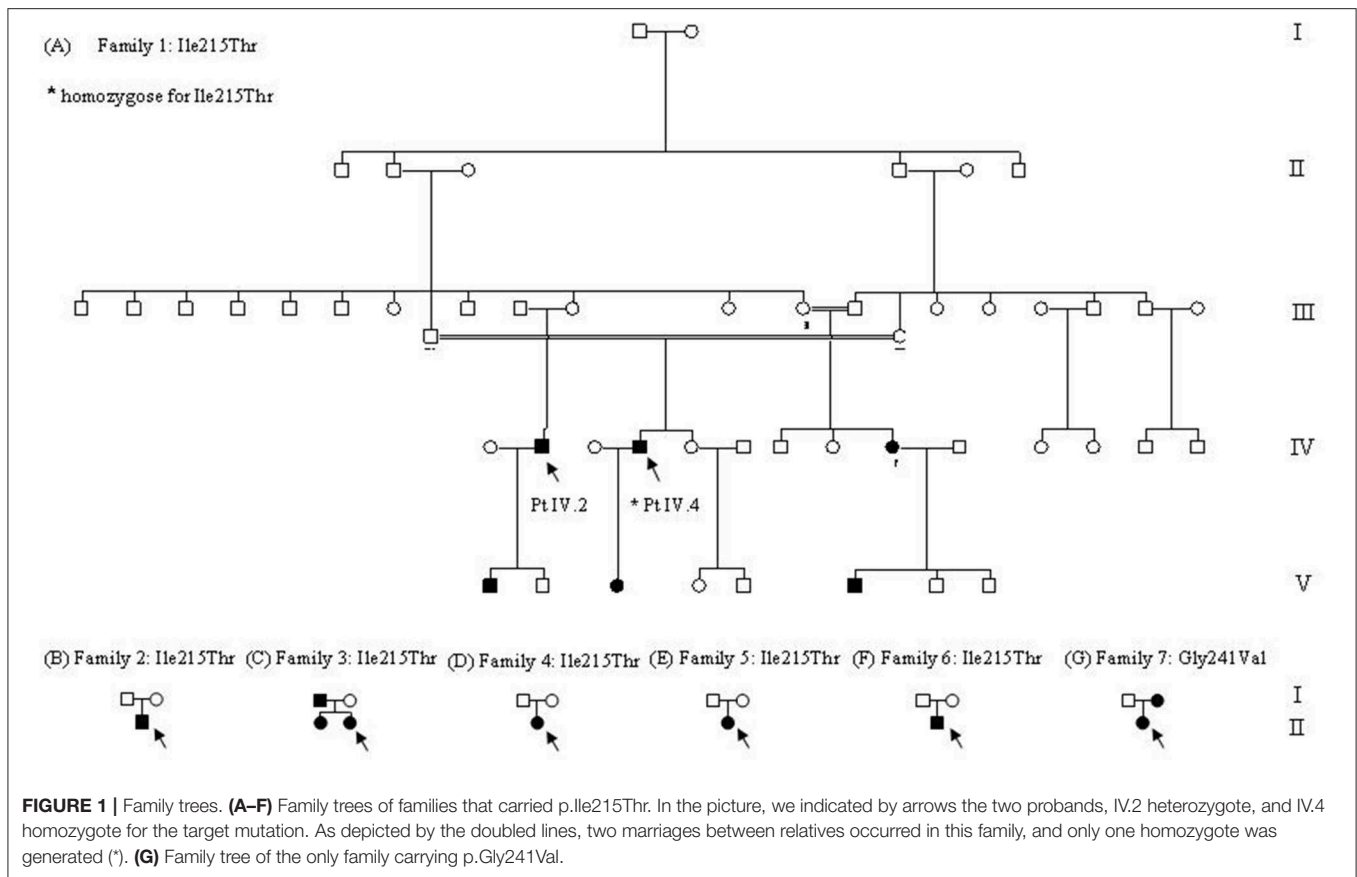 (A) Family 1: Ile215Thr
* homozygose for Ile215Thr
I
II
III
IV
Pt IV.2
* Pt IV.4
V
(B) Family 2: Ile215Thr (C) Family 3: Ile215Thr (D) Family 4: Ile215Thr (E) Family 5: Ile215Thr (F) Family 6: Ile215Thr (G) Family 7: Gly241Val
I
II
FIGURE 1 | Family trees. (A–F) Family trees of families that carried p.Ile215Thr. In the picture, we indicated by arrows the two probands, IV.2 heterozygote, and IV.4
homozygote for the target mutation. As depicted by the doubled lines, two marriages between relatives occurred in this family, and only one homozygote was
generated (*). (G) Family tree of the only family carrying p.Gly241Val.